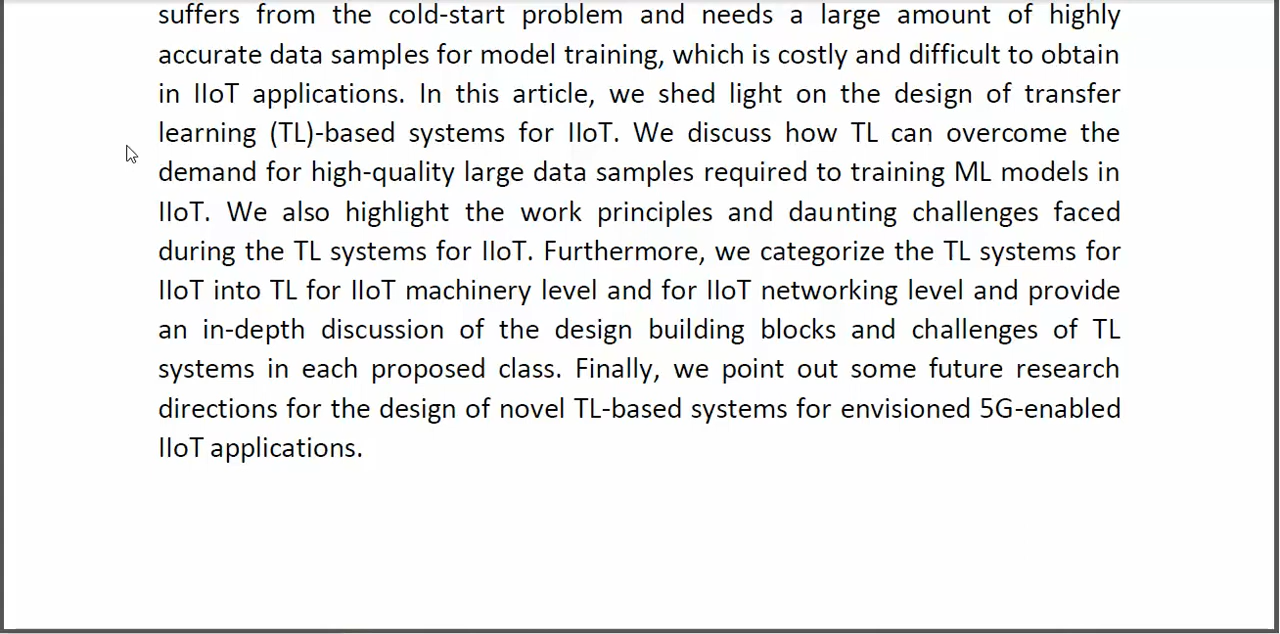 suffers from the cold-start problem and needs a large amount of highly
accurate data samples for model training, which is costly and difficult to obtain
in IIoT applications. In this article, we shed light on the design of transfer
learning (TL)-based systems for IIoT. We discuss how TL can overcome the
demand for high-quality large data samples required to training ML models in
IIoT. We also highlight the work principles and daunting challenges faced
during the TL systems for IIoT. Furthermore, we categorize the TL systems for
IIoT into TL for IIoT machinery level and for IIoT networking level and provide
an in-depth discussion of the design building blocks and challenges of TL
systems in each proposed class. Finally, we point out some future research
directions for the design of novel TL-based systems for envisioned 5G-enabled
IIoT applications.